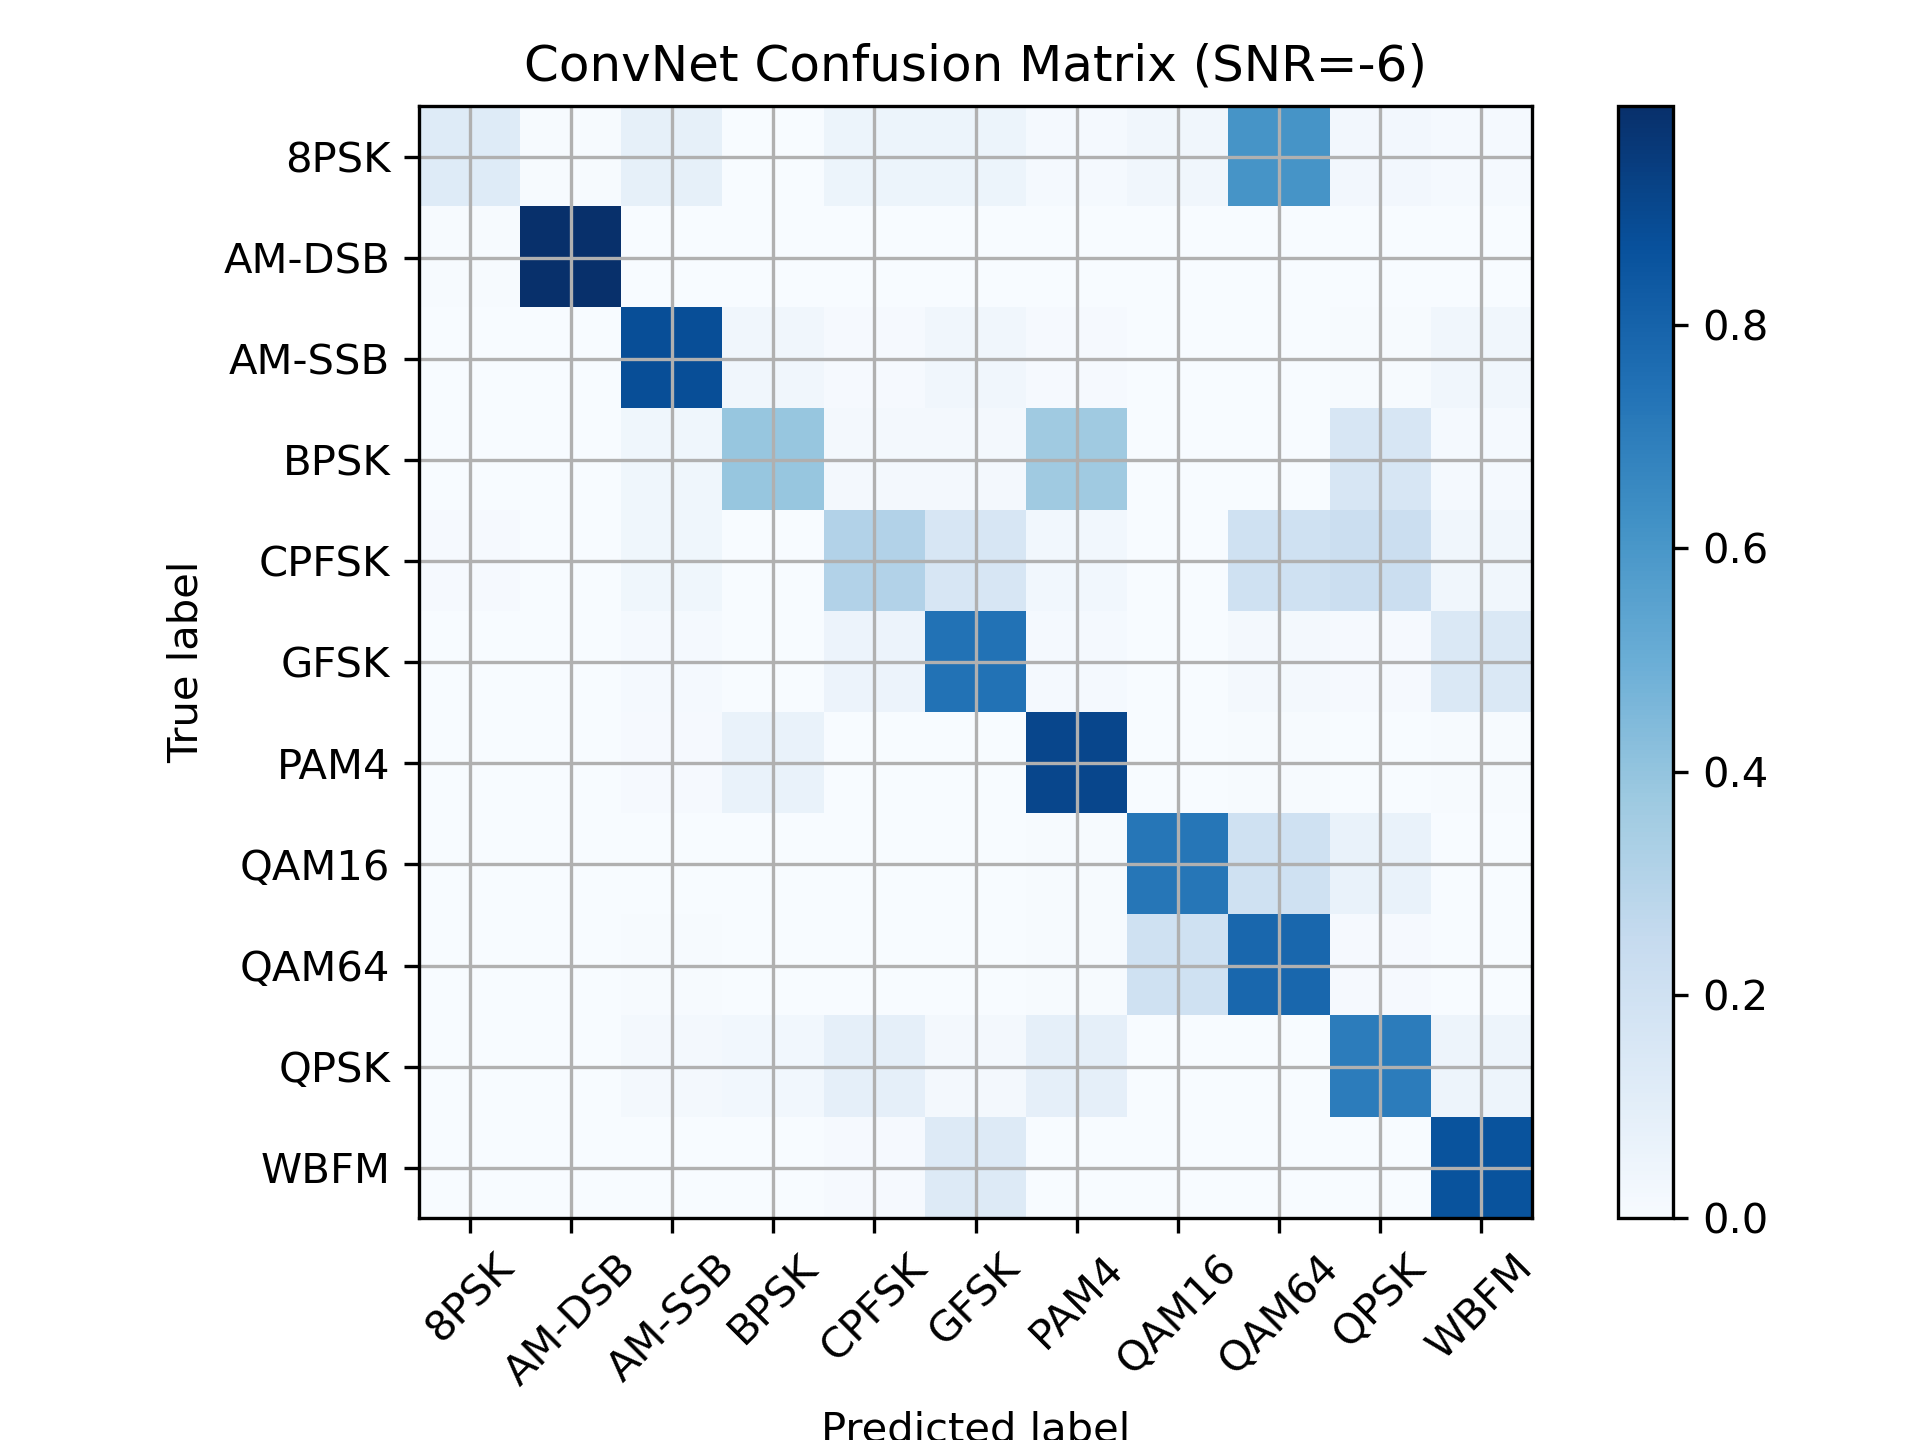 ConvNet Confusion Matrix (SNR=-6)
8PSK
AM-DSB
AM-SSB
BPSK
CPFSK
GFSK
PAM4
QAM16
QAM64
QPSK
WBFM
True label
8PSK
AM-DSB
AM-SSB
BPSK
CPFSK
GFSK
PAM4
QAM16
QAM64
QPSK
WBFM
Predicted label
0.8
0.6
0.4
0.2
0.0